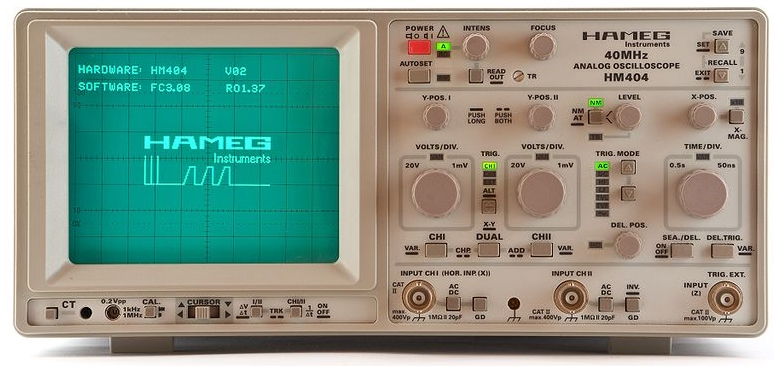 HARDWARE: HM404 V02
SOFTWARE: FC3.08 R01.37
HAMEG
Instruments
POWER
A
INTENS
FOCUS
HAMEG
Instruments
40MHz
ANALOG OSCILLOSCOPE
HM404
SAVE
SET
9
RECALL
EXIT
1
AUTOSET
READ
OUT
TR
Y-POS. I
PUSH
LONG
PUSH
BOTH
Y-POS. II
NM
NM
AT
LEVEL
X-POS.
X10
X-
MAG.
VOLTS/DIV.
20V 1mV
TRIG.
CH I
ALT
X-Y
VOLTS/DIV.
20V 1mV
TRIG. MODE
AC
TIME/DIV.
0.5s 50ns
DEL. POS.
VAR.
CHI
CHP.
DUAL
ADD
CHII
VAR.
ON
OFF
SEA./DEL.
DEL.TRIG.
VAR.
INPUT CH I (HOR. INP.(X))
CAT
II
max.
400Vp
1MΩ II 20pF
AC
DC
GD
INPUT CH II
CAT II
max.400Vp
1MΩ II 20pF
AC
DC
GD
INV.
TRIG. EXT.
INPUT
(Z)
CAT II
max.100Vp
CT
0.2Vpp
1kHz
1MHz
CAL.
CURSOR
ΔV
Δt
I/II
TRK
CHI/II
1
Δt
ON
OFF